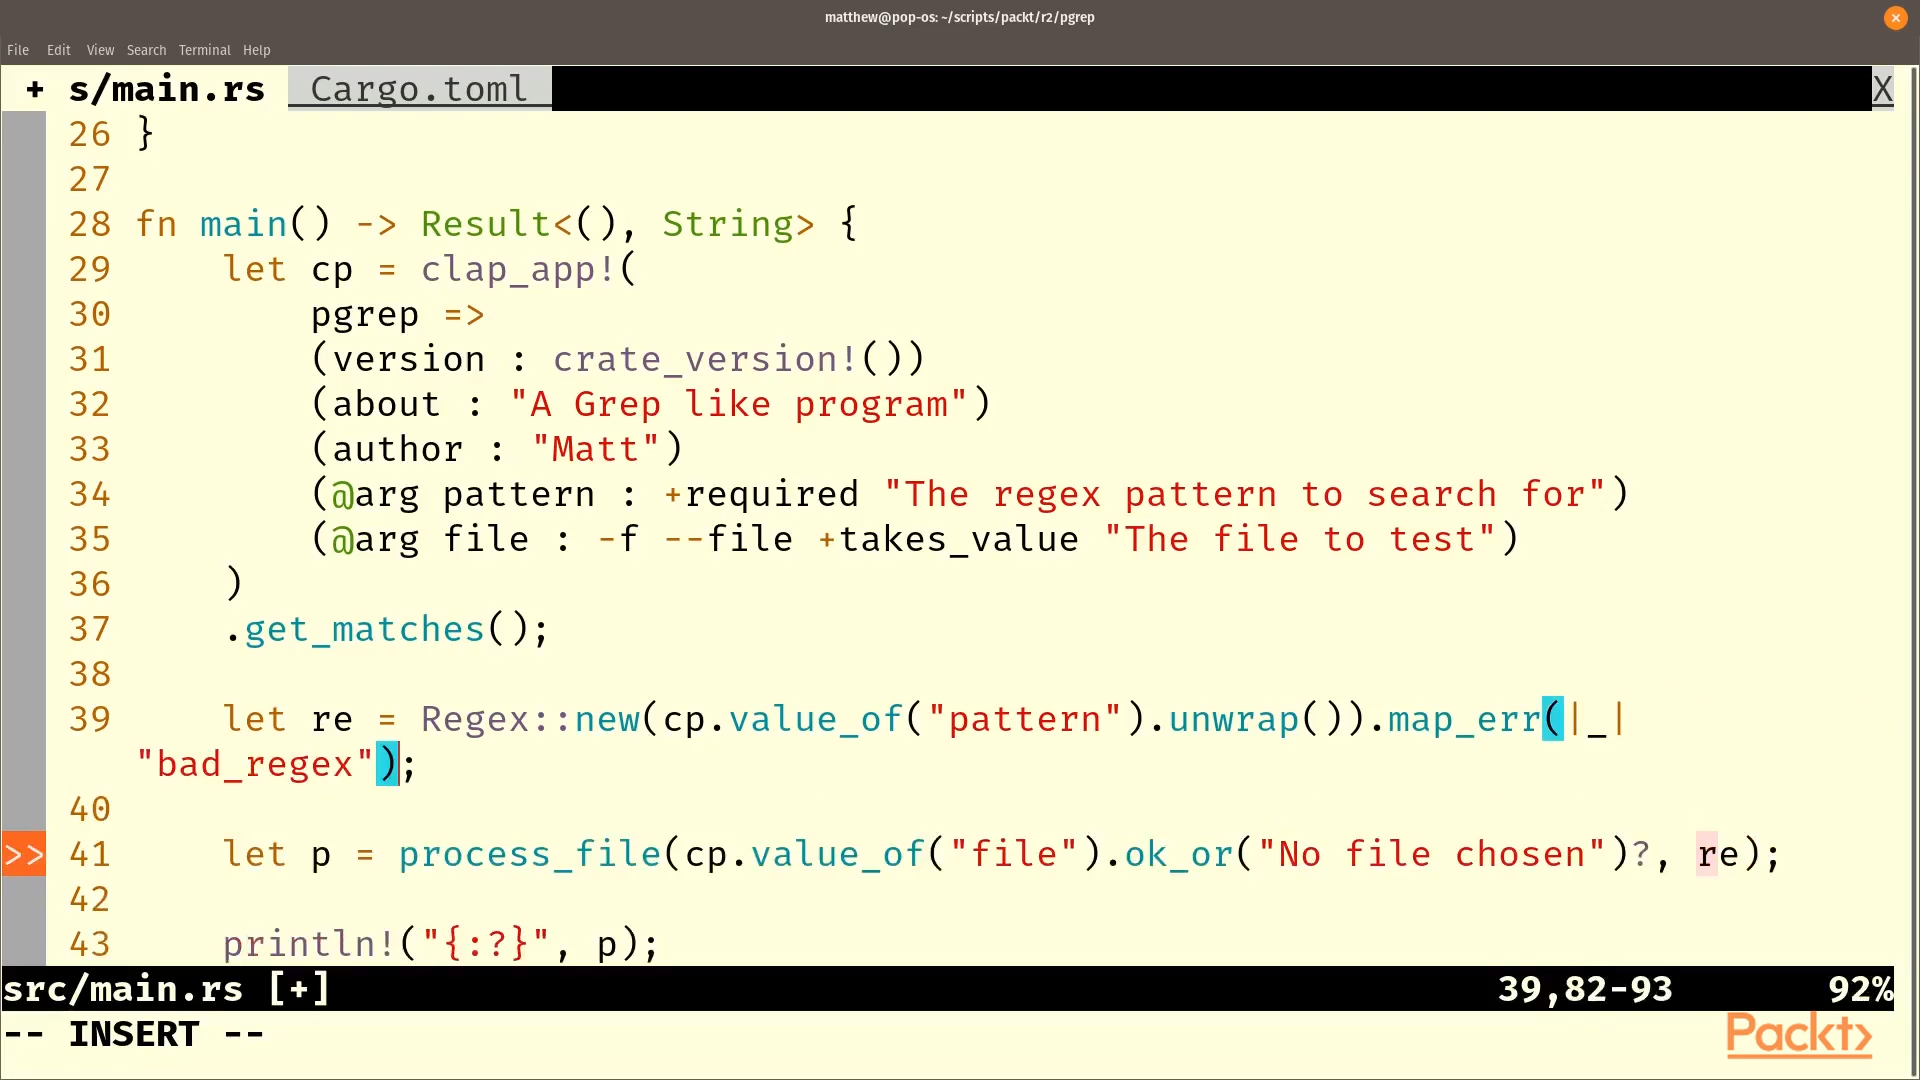 matthew@pop-os: ~/scripts/packt/r2/pgrep
File Edit View Search Terminal Help
+ s/main.rs Cargo.toml X
26 }
27
28 fn main() -> Result<(), String> {
29     let cp = clap_app!(
30         pgrep =>
31         (version : crate_version!())
32         (about : "A Grep like program")
33         (author : "Matt")
34         (@arg pattern : +required "The regex pattern to search for")
35         (@arg file : -f --file +takes_value "The file to test")
36     )
37     .get_matches();
38
39     let re = Regex::new(cp.value_of("pattern").unwrap()).map_err(|_|
"bad_regex");
40
>> 41     let p = process_file(cp.value_of("file").ok_or("No file chosen")?, re);
42
43     println!("{:?}", p);
src/main.rs [+] 39,82-93 92%
-- INSERT --
Packt>